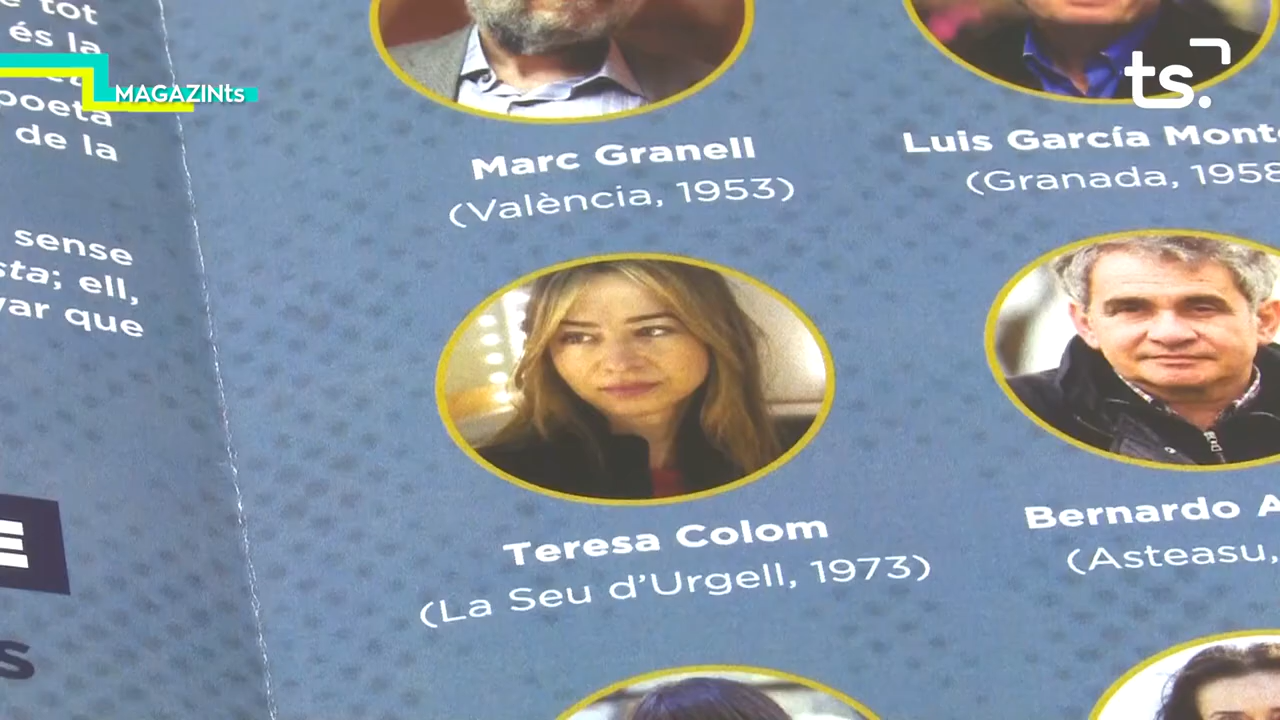 tot
és la
poeta
de la
sense
sta; ell,
var que
MAGAZINts
ts.
Marc Granell
(València, 1953)
Luis García Mont
(Granada, 1958
Teresa Colom
(La Seu d'Urgell, 1973)
Bernardo A
(Asteasu,
E
s